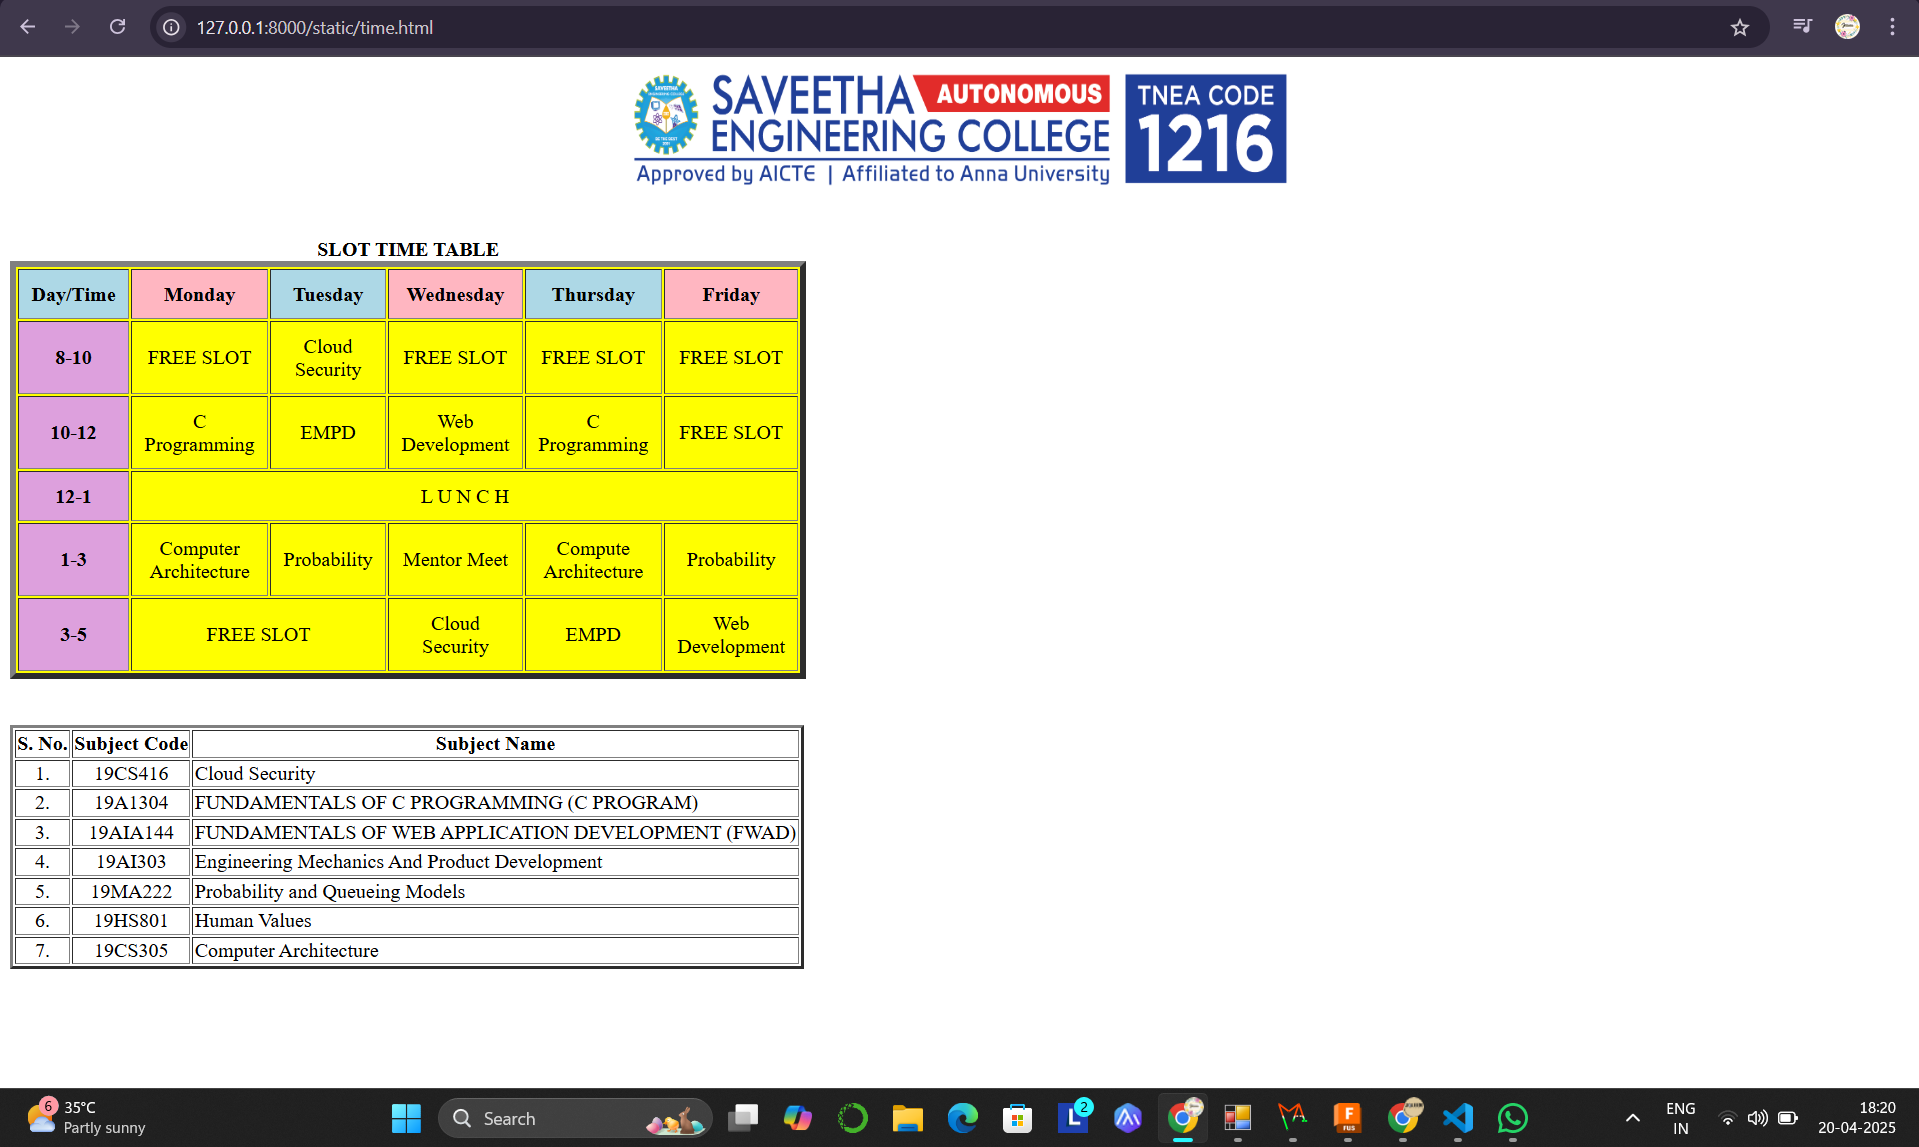 127.0.0.1:8000/static/time.html
SAVEETHA AUTONOMOUS
ENGINEERING COLLEGE
Approved by AICTE | Affiliated to Anna University
TNEA CODE
1216
SLOT TIME TABLE
Day/Time Monday Tuesday Wednesday Thursday Friday
8-10 FREE SLOT Cloud Security FREE SLOT FREE SLOT FREE SLOT
10-12 C Programming EMPD Web Development C Programming FREE SLOT
12-1 L U N C H
1-3 Computer Architecture Probability Mentor Meet Compute Architecture Probability
3-5 FREE SLOT Cloud Security EMPD Web Development
S. No. Subject Code Subject Name
1. 19CS416 Cloud Security
2. 19A1304 FUNDAMENTALS OF C PROGRAMMING (C PROGRAM)
3. 19AIA144 FUNDAMENTALS OF WEB APPLICATION DEVELOPMENT (FWAD)
4. 19AI303 Engineering Mechanics And Product Development
5. 19MA222 Probability and Queueing Models
6. 19HS801 Human Values
7. 19CS305 Computer Architecture
6 35°C
Partly sunny
Search
2
ENG
IN
18:20
20-04-2025